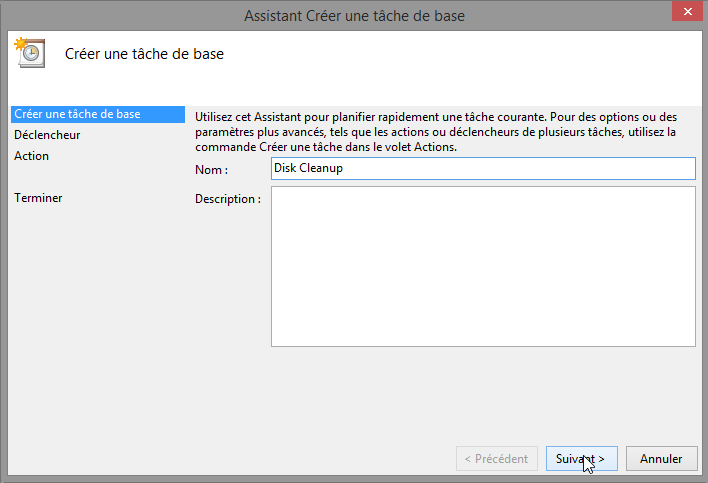 Assistant Créer une tâche de base
Créer une tâche de base
Créer une tâche de base
Déclencheur
Action
Terminer
Utilisez cet Assistant pour planifier rapidement une tâche courante. Pour des options ou des
paramètres plus avancés, tels que les actions ou déclencheurs de plusieurs tâches, utilisez la
commande Créer une tâche dans le volet Actions.
Nom : Disk Cleanup
Description :
< Précédent Suivant > Annuler